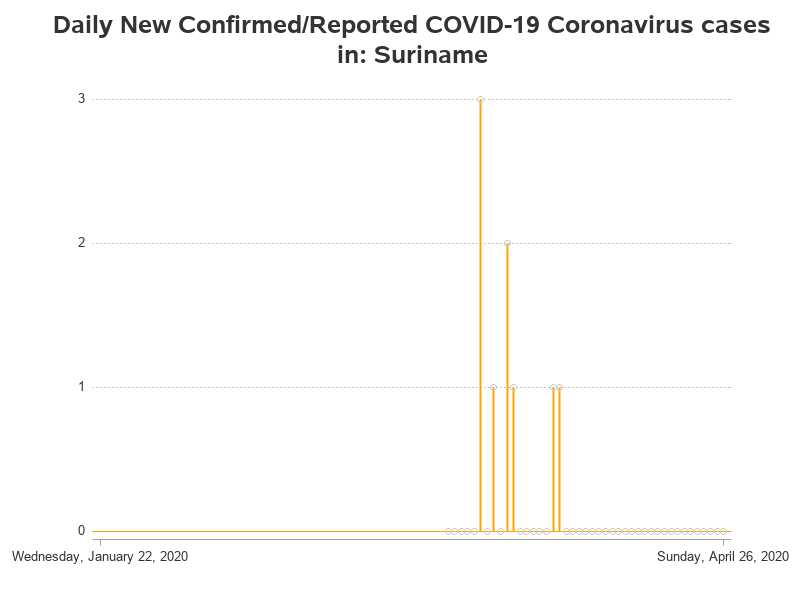 Daily New Confirmed/Reported COVID-19 Coronavirus cases
in: Suriname
3
2
1
0
Wednesday, January 22, 2020
Sunday, April 26, 2020